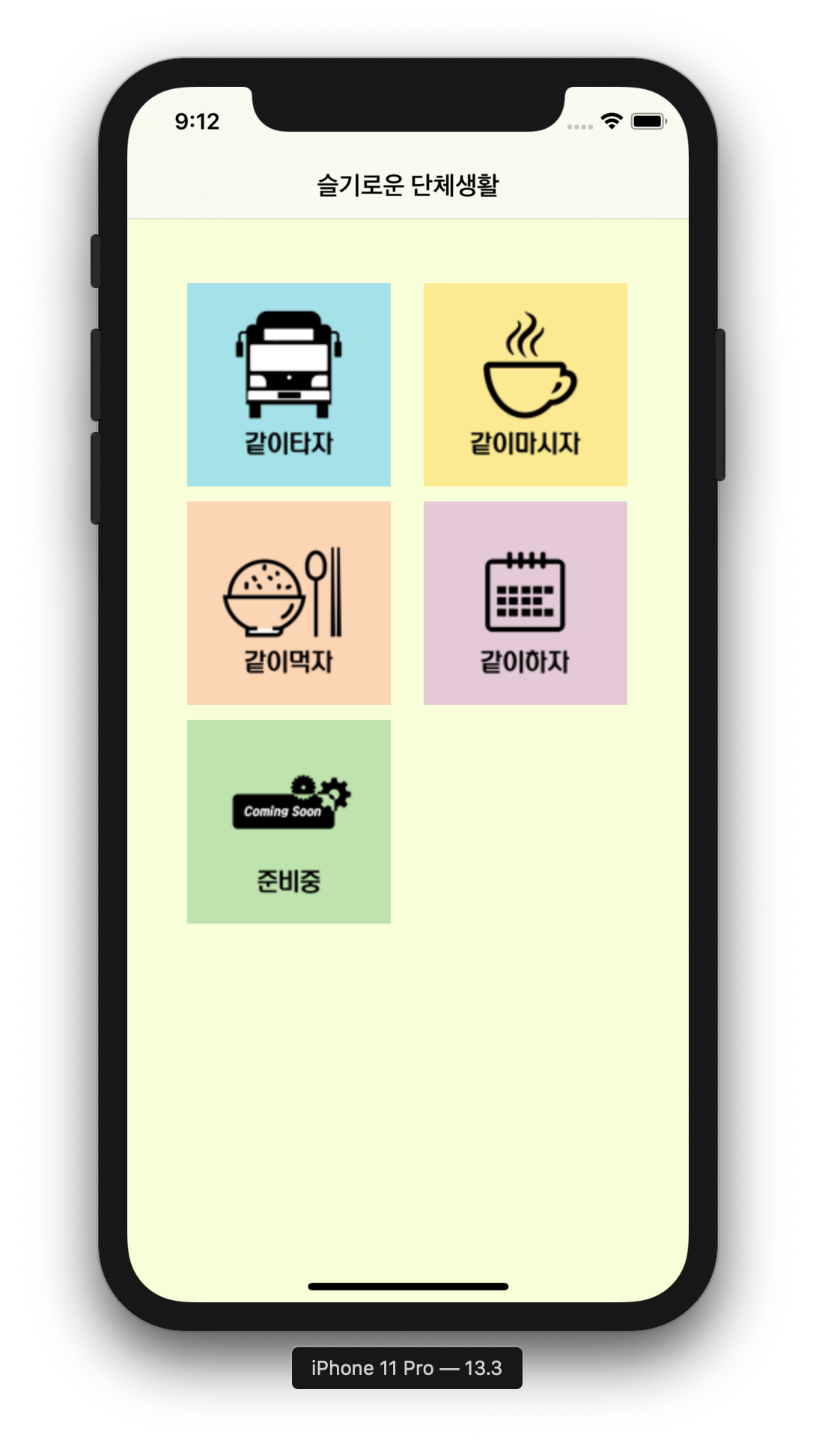 9:12
슬기로운 단체생활
같이타자
같이마시자
같이먹자
같이하자
Coming Soon
준비중
iPhone 11 Pro — 13.3